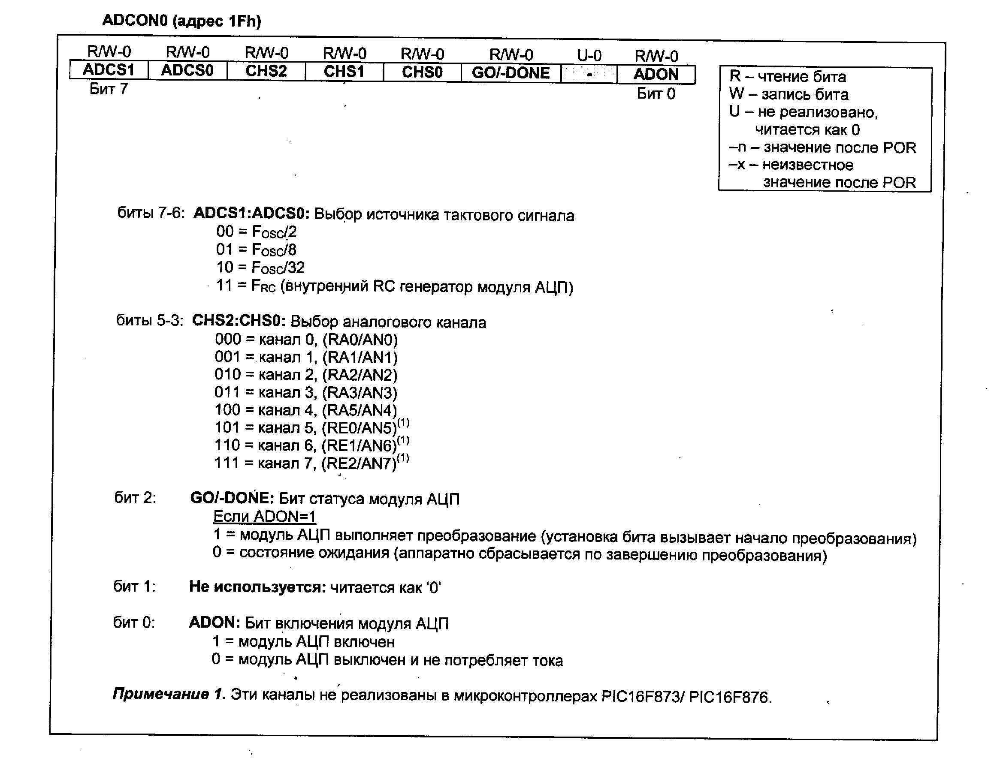 ADCON0 (адрес 1Fh)
R/W-0 R/W-0 R/W-0 R/W-0 R/W-0 R/W-0 U-0 R/W-0
ADCS1 ADCS0 CHS2 CHS1 CHS0 GO/-DONE - ADON
Бит 7 Бит 0
R – чтение бита
W – запись бита
U – не реализовано,
читается как 0
–n – значение после POR
–x – неизвестное
значение после POR
биты 7-6: ADCS1:ADCS0: Выбор источника тактового сигнала
00 = FOSC/2
01 = FOSC/8
10 = FOSC/32
11 = FRC (внутренний RC генератор модуля АЦП)
биты 5-3: CHS2:CHS0: Выбор аналогового канала
000 = канал 0, (RA0/AN0)
001 = канал 1, (RA1/AN1)
010 = канал 2, (RA2/AN2)
011 = канал 3, (RA3/AN3)
100 = канал 4, (RA5/AN4)
101 = канал 5, (RE0/AN5)(1)
110 = канал 6, (RE1/AN6)(1)
111 = канал 7, (RE2/AN7)(1)
бит 2: GO/-DONE: Бит статуса модуля АЦП
Если ADON=1
1 = модуль АЦП выполняет преобразование (установка бита вызывает начало преобразования)
0 = состояние ожидания (аппаратно сбрасывается по завершению преобразования)
бит 1: Не используется: читается как ‘0’
бит 0: ADON: Бит включения модуля АЦП
1 = модуль АЦП включен
0 = модуль АЦП выключен и не потребляет тока
Примечание 1. Эти каналы не реализованы в микроконтроллерах PIC16F873/ PIC16F876.